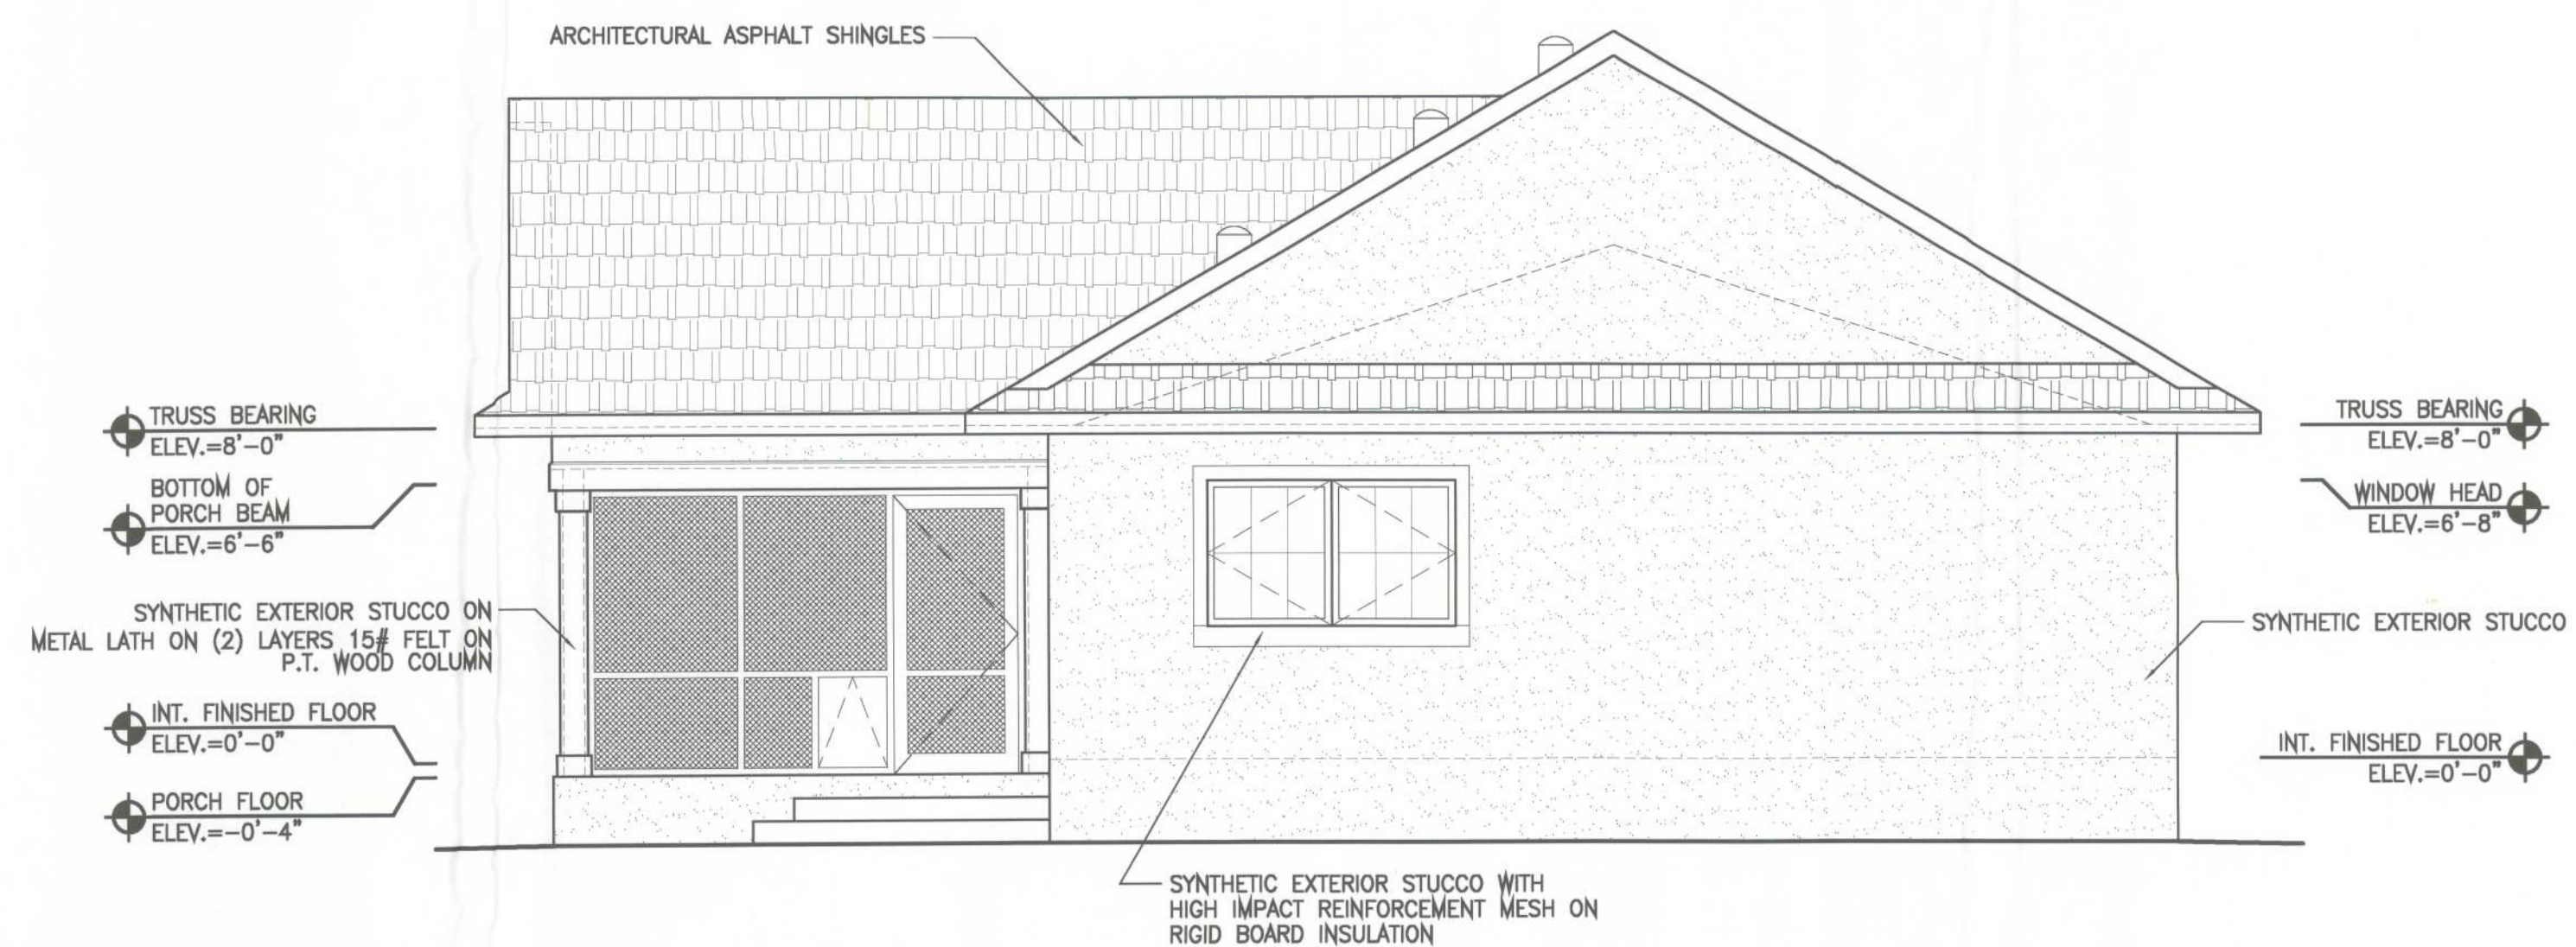 ARCHITECTURAL ASPHALT SHINGLES
TRUSS BEARING
ELEV.=8'-0"
BOTTOM OF
PORCH BEAM
ELEV.=6'-6"
SYNTHETIC EXTERIOR STUCCO ON
METAL LATH ON (2) LAYERS 15# FELT ON
P.T. WOOD COLUMN
INT. FINISHED FLOOR
ELEV.=0'-0"
PORCH FLOOR
ELEV.=-0'-4"
TRUSS BEARING
ELEV.=8'-0"
WINDOW HEAD
ELEV.=6'-8"
SYNTHETIC EXTERIOR STUCCO
INT. FINISHED FLOOR
ELEV.=0'-0"
SYNTHETIC EXTERIOR STUCCO WITH
HIGH IMPACT REINFORCEMENT MESH ON
RIGID BOARD INSULATION